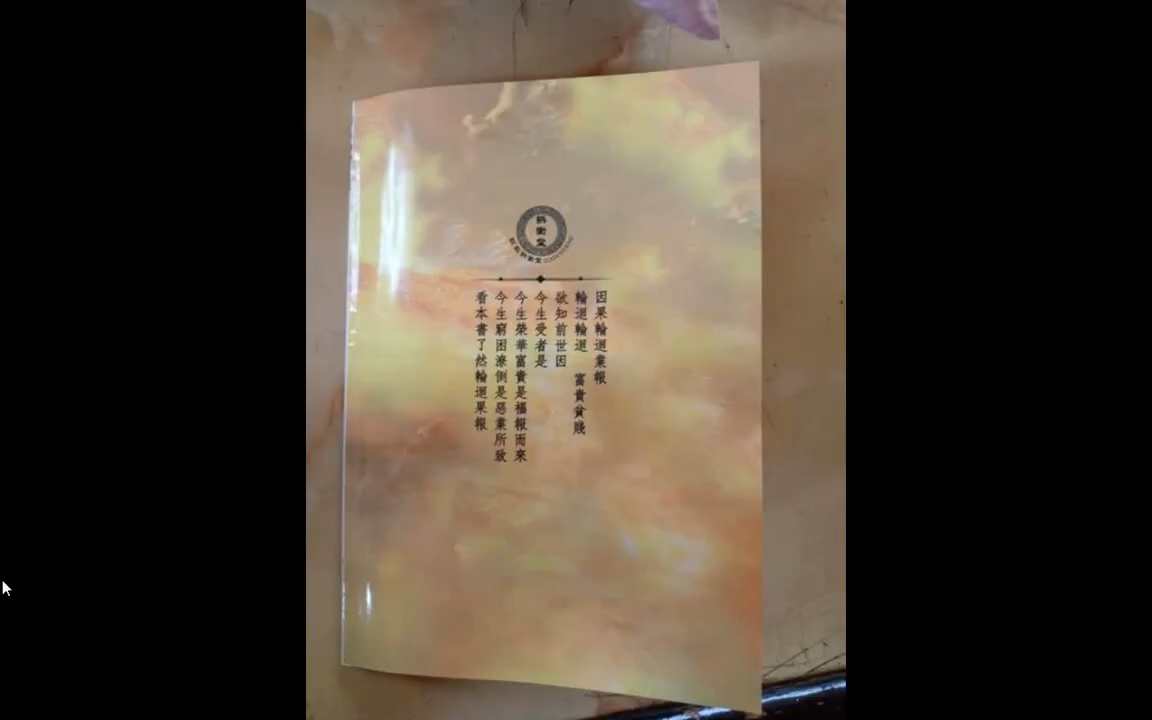 因果輪迴業報
輪迴輪迴　富貴貧賤
欲知前世因
今生受者是
今生榮華富貴是福報而來
今生窮困潦倒是惡業所致
看本書了然輪迴果報